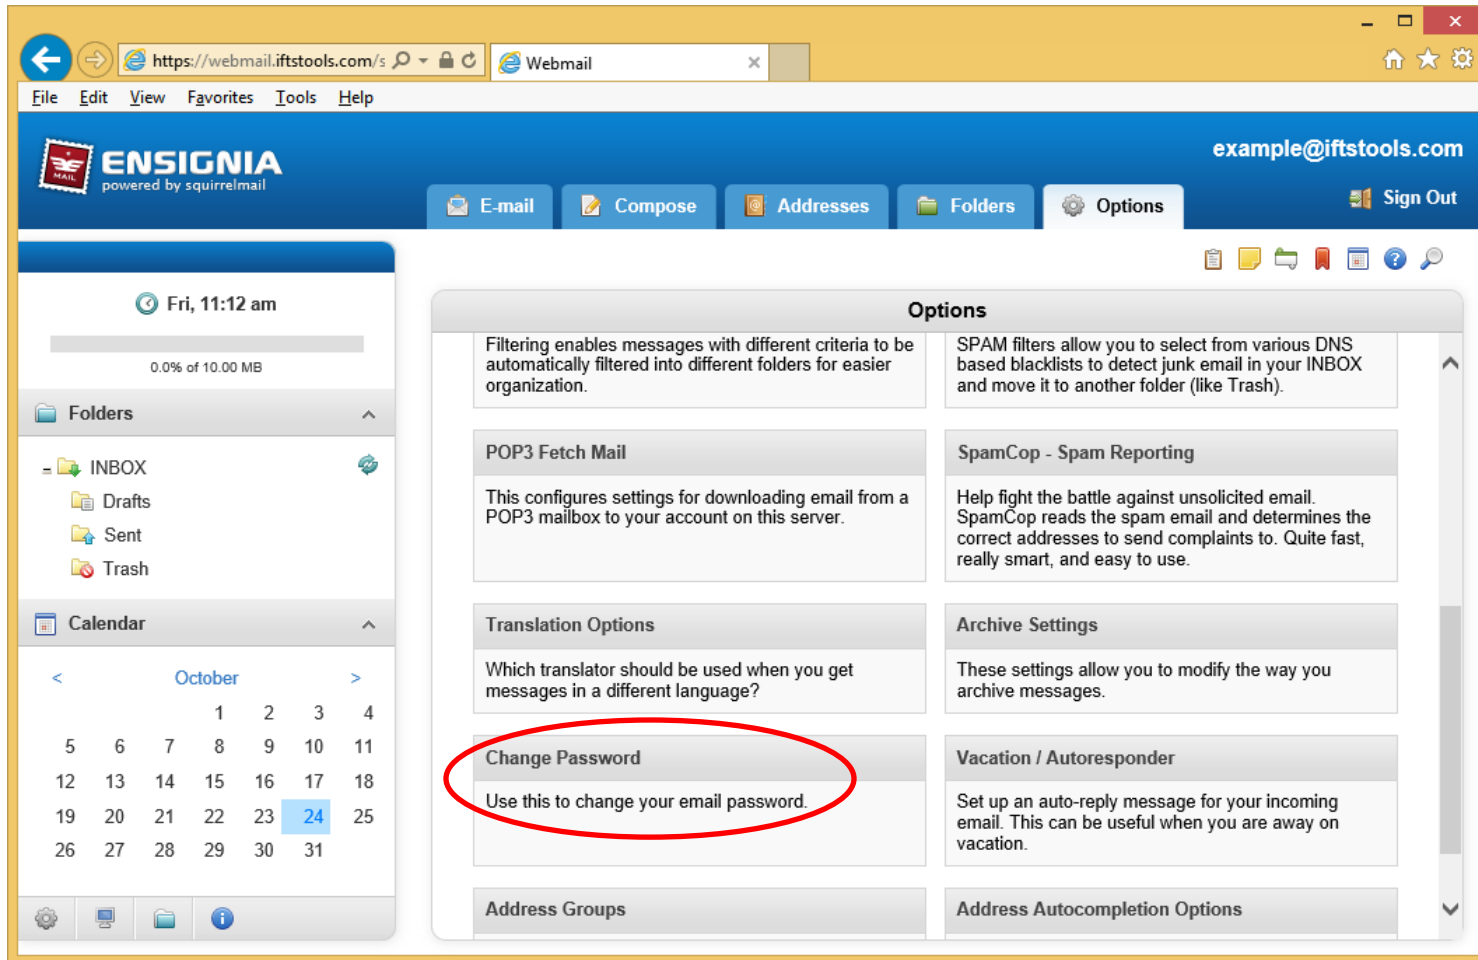 https://webmail.iftstools.com/s
Webmail
File Edit View Favorites Tools Help
MAIL
ENSIGNIA
powered by squirrelmail
example@iftstools.com
E-mail Compose Addresses Folders Options Sign Out
Fri, 11:12 am
0.0% of 10.00 MB
Folders
INBOX
Drafts
Sent
Trash
Calendar
< October >
1 2 3 4
5 6 7 8 9 10 11
12 13 14 15 16 17 18
19 20 21 22 23 24 25
26 27 28 29 30 31
Options
Filtering enables messages with different criteria to be
automatically filtered into different folders for easier
organization.
SPAM filters allow you to select from various DNS
based blacklists to detect junk email in your INBOX
and move it to another folder (like Trash).
POP3 Fetch Mail
This configures settings for downloading email from a
POP3 mailbox to your account on this server.
SpamCop - Spam Reporting
Help fight the battle against unsolicited email.
SpamCop reads the spam email and determines the
correct addresses to send complaints to. Quite fast,
really smart, and easy to use.
Translation Options
Which translator should be used when you get
messages in a different language?
Archive Settings
These settings allow you to modify the way you
archive messages.
Change Password
Use this to change your email password.
Vacation / Autoresponder
Set up an auto-reply message for your incoming
email. This can be useful when you are away on
vacation.
Address Groups
Address Autocompletion Options